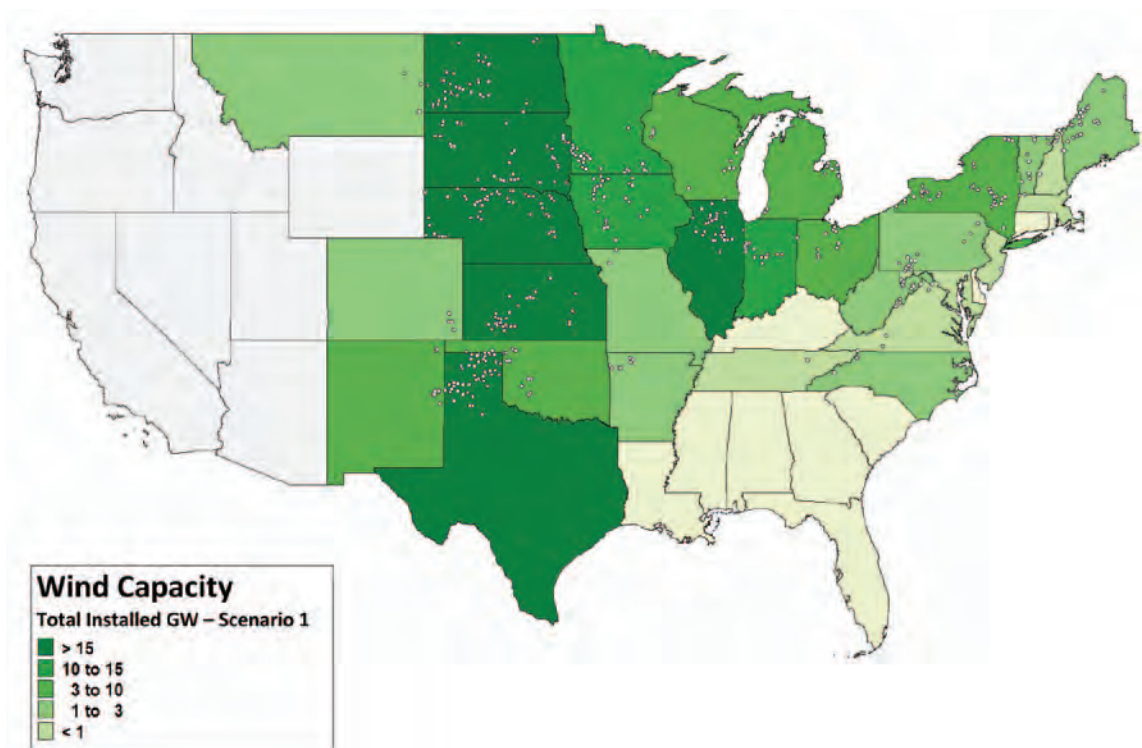 Wind Capacity
Total Installed GW – Scenario 1
> 15
10 to 15
3 to 10
1 to 3
< 1